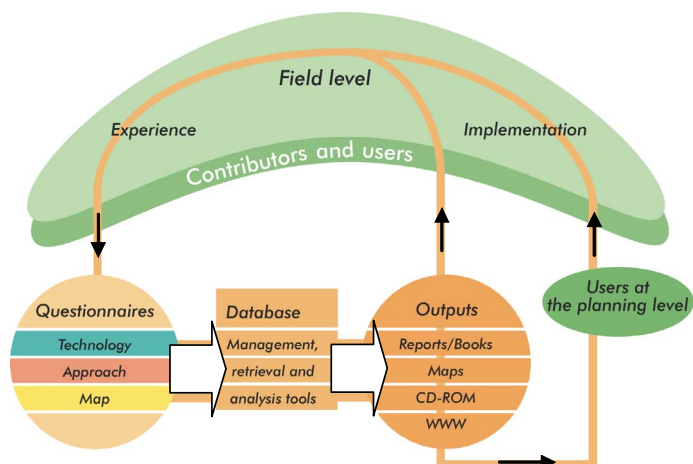 Field level
Experience
Implementation
Contributors and users
Questionnaires
Technology
Approach
Map
Database
Management,
retrieval and
analysis tools
Outputs
Reports/Books
Maps
CD-ROM
WWW
Users at
the planning level